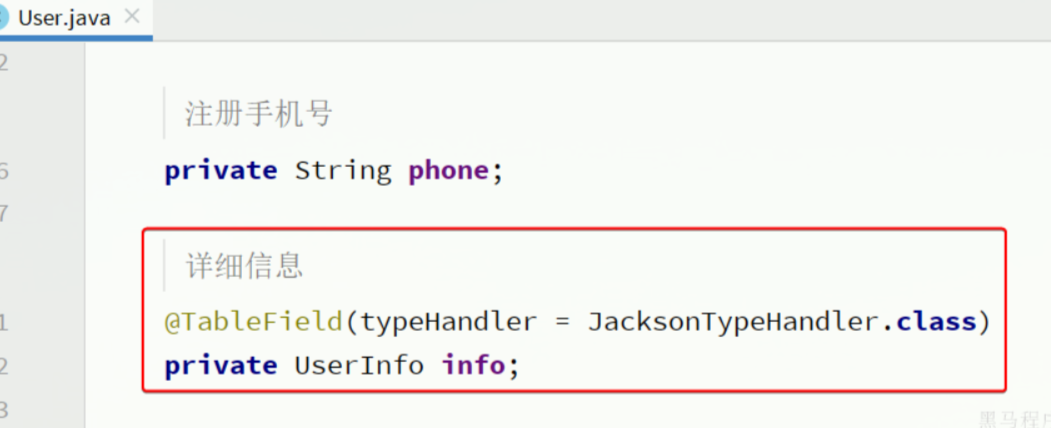 User.java
2
注册手机号
6
private String phone;
7
详细信息
1
@TableField(typeHandler = JacksonTypeHandler.class)
2
private UserInfo info;
3
黑马程序